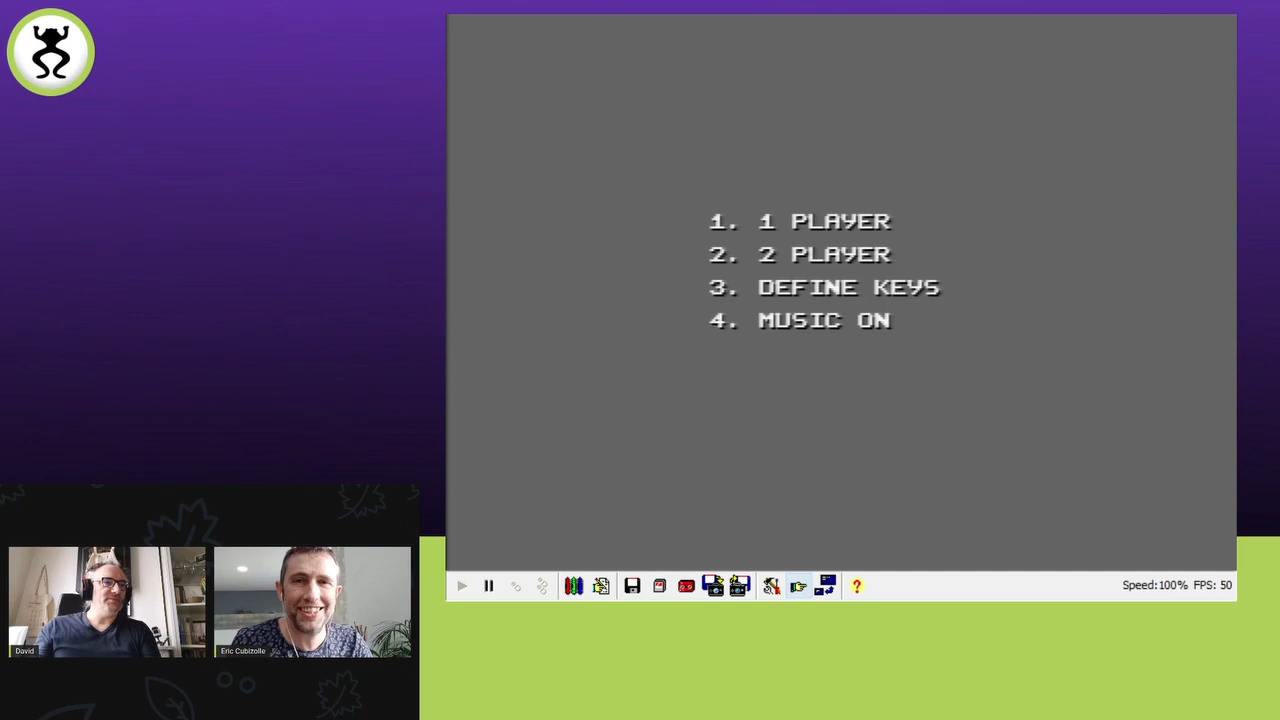 1. 1 PLAYER
2. 2 PLAYER
3. DEFINE KEYS
4. MUSIC ON
Speed:100% FPS: 50
David
Eric Cubizolle